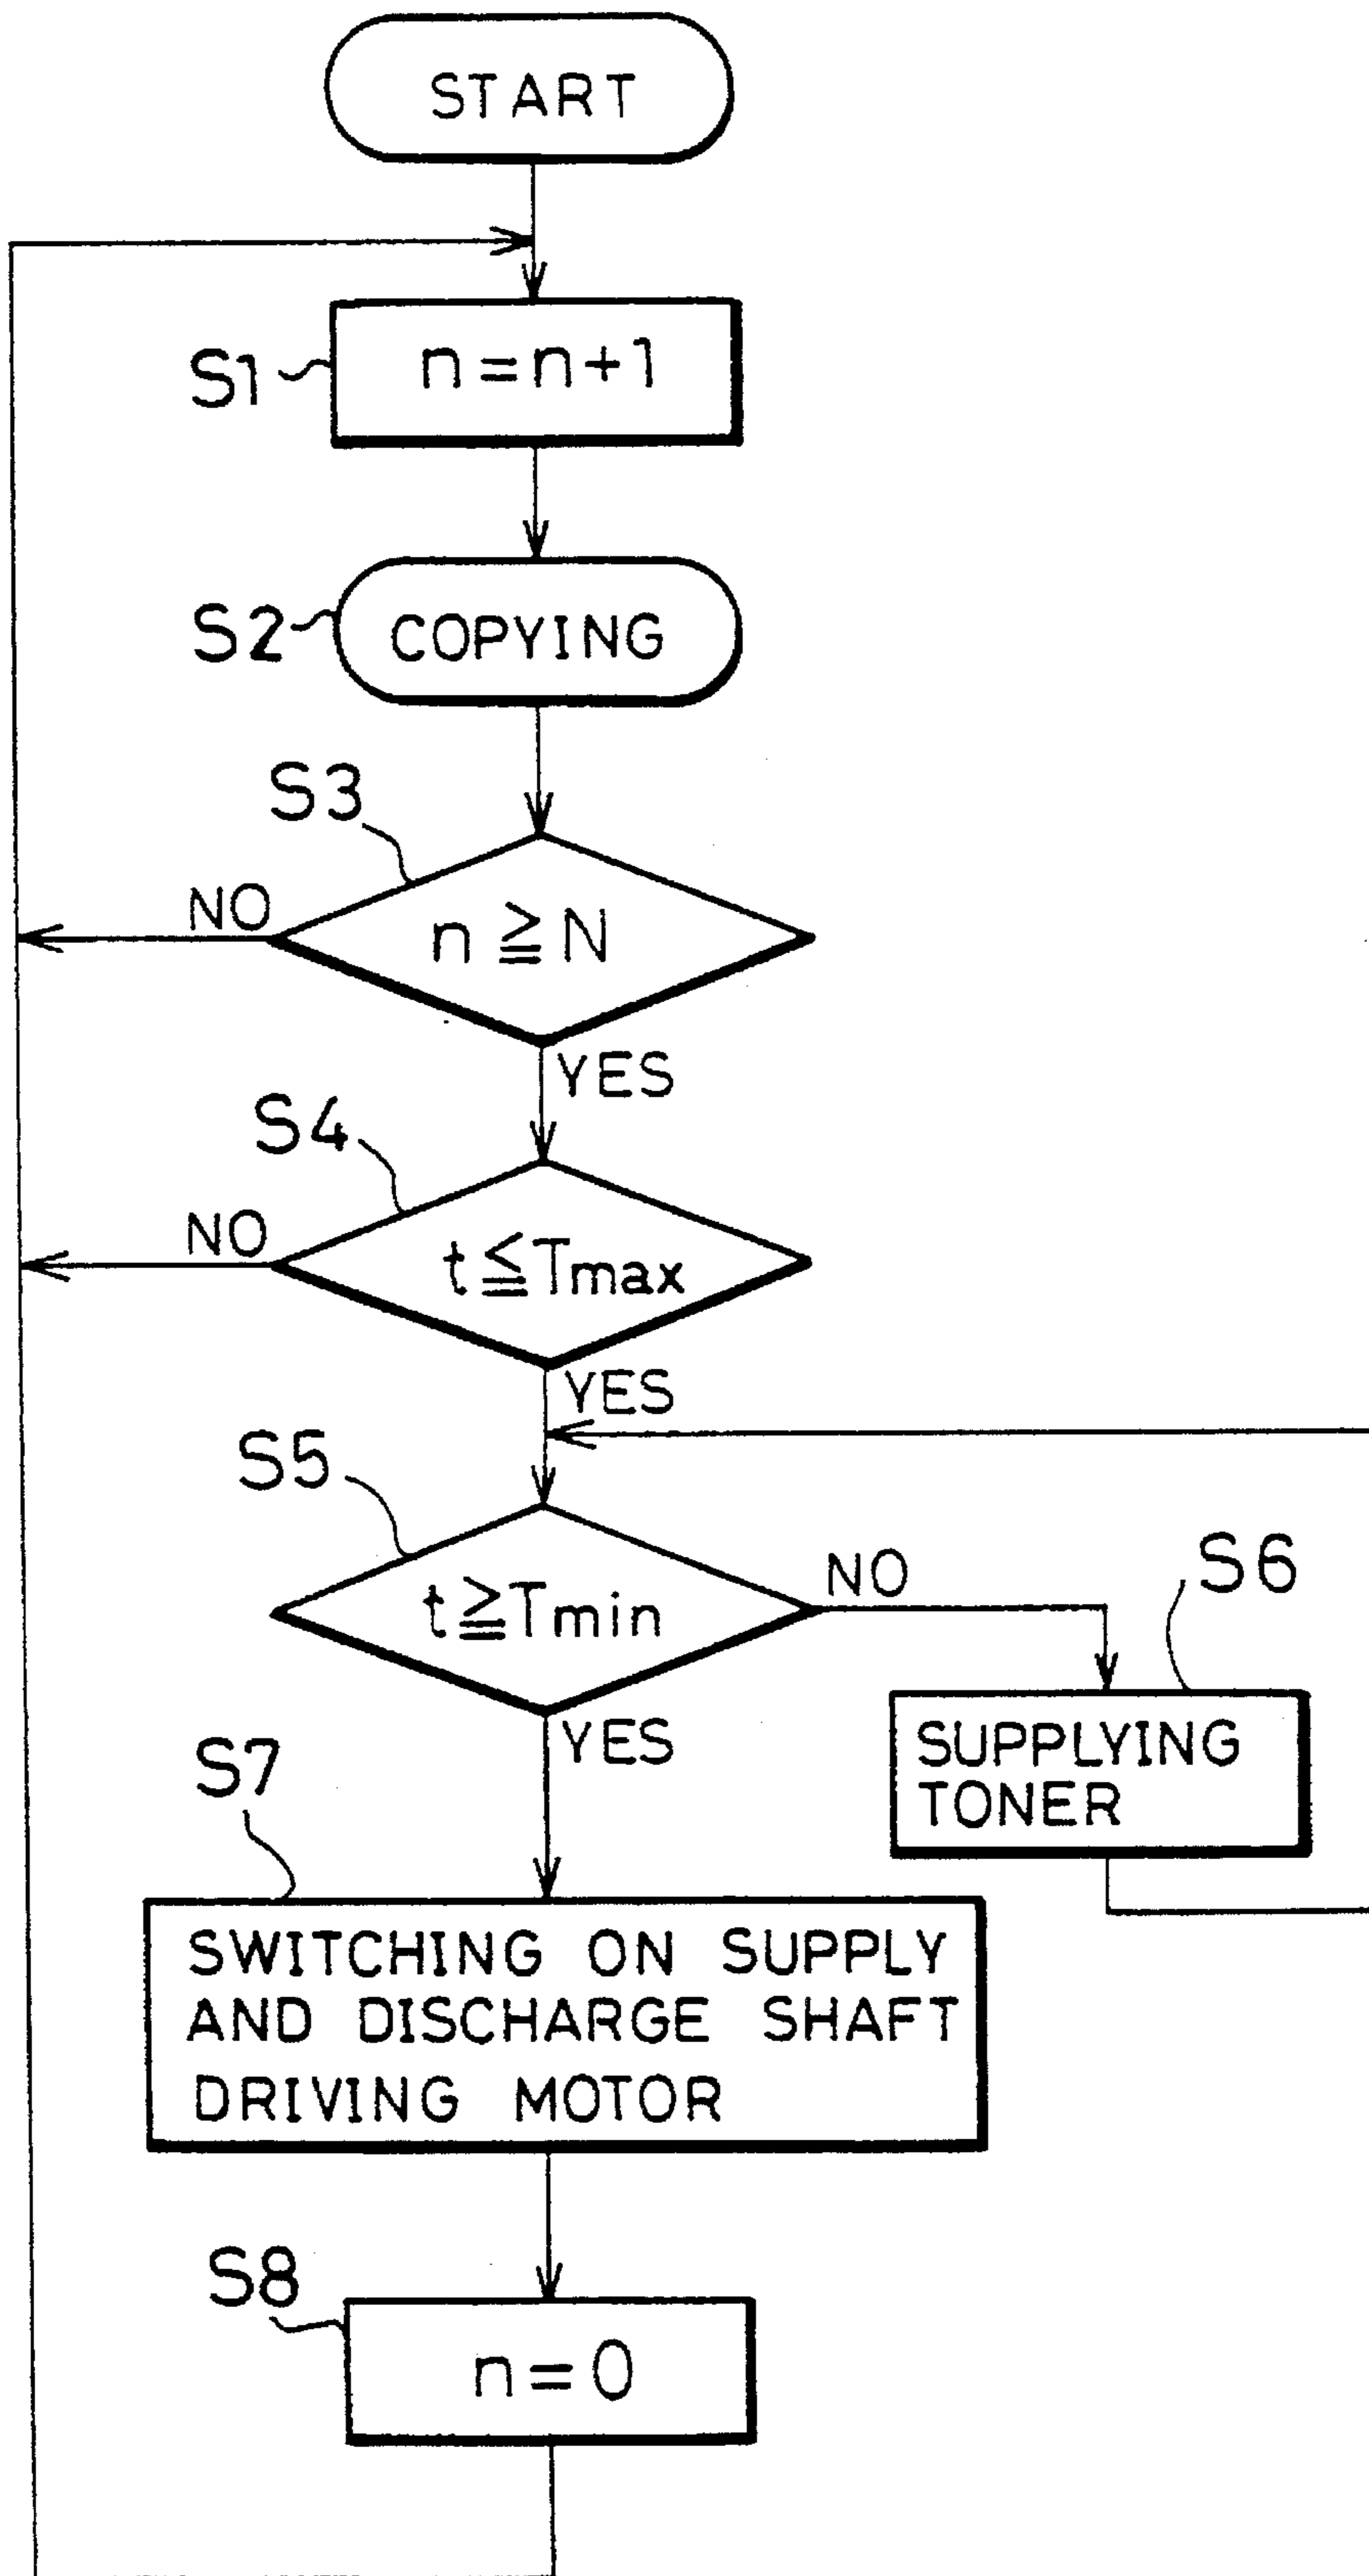 START
S1
n=n+1
S2
COPYING
S3
NO
n≧N
YES
S4
NO
t≦Tmax
YES
S5
t≧Tmin
NO
S6
YES
SUPPLYING
TONER
S7
SWITCHING ON SUPPLY
AND DISCHARGE SHAFT
DRIVING MOTOR
S8
n=0